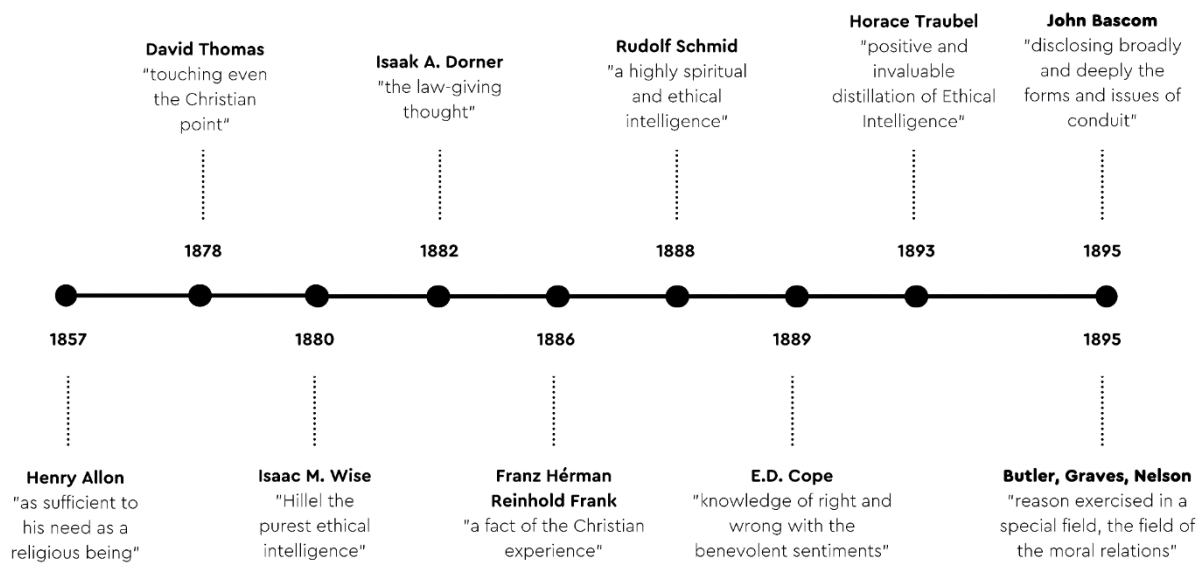 David Thomas
"touching even
the Christian
point"
Isaak A. Dorner
"the law-giving
thought"
Rudolf Schmid
"a highly spiritual
and ethical
intelligence"
Horace Traubel
"positive and
invaluable
distillation of Ethical
Intelligence"
John Bascom
"disclosing broadly
and deeply the
forms and issues of
conduit"
1878
1882
1888
1893
1895
1857
1880
1886
1889
1895
Henry Allon
"as sufficient to
his need as a
religious being"
Isaac M. Wise
"Hillel the
purest ethical
intelligence"
Franz Hérman
Reinhold Frank
"a fact of the Christian
experience"
E.D. Cope
"knowledge of right and
wrong with the
benevolent sentiments"
Butler, Graves, Nelson
"reason exercised in a
special field, the field of
the moral relations"